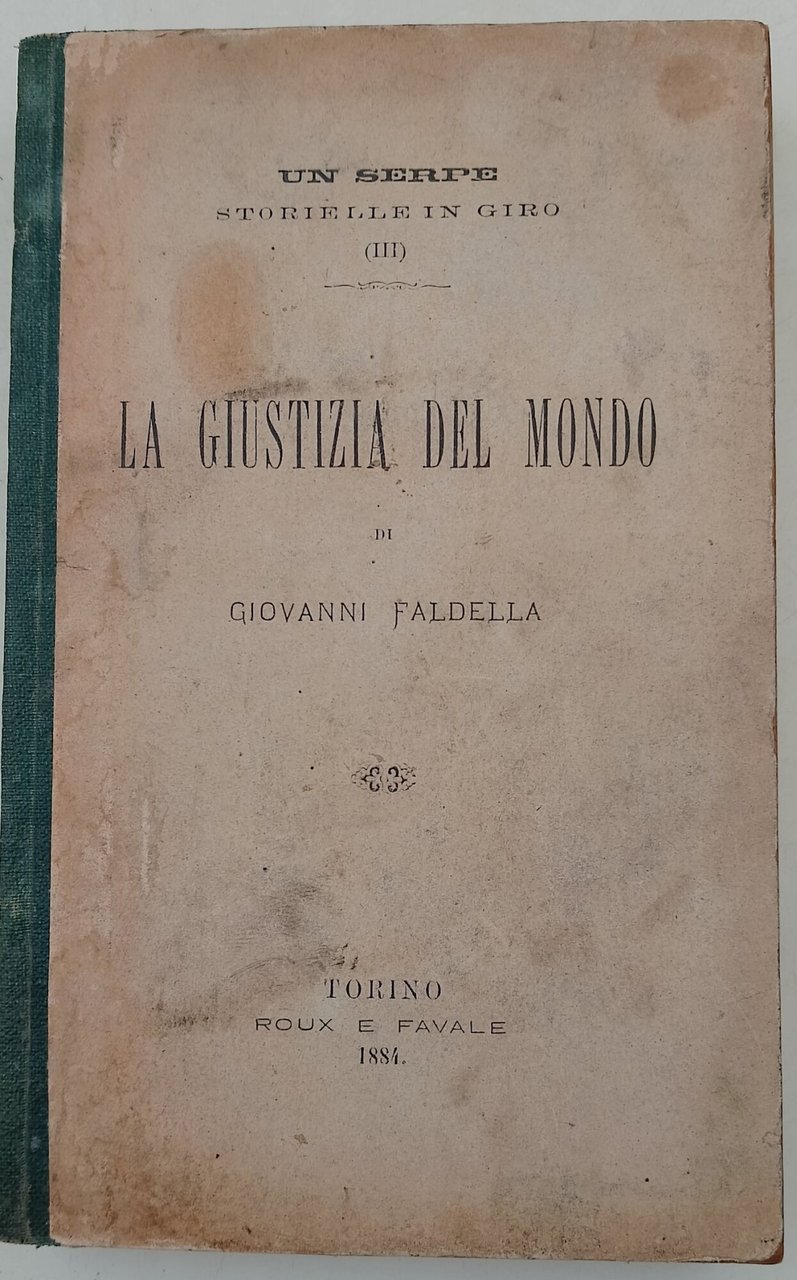 UN SERPE
STORIELLE IN GIRO
(III)
LA GIUSTIZIA DEL MONDO
DI
GIOVANNI FALDELLA
TORINO
ROUX E FAVALE
1884.